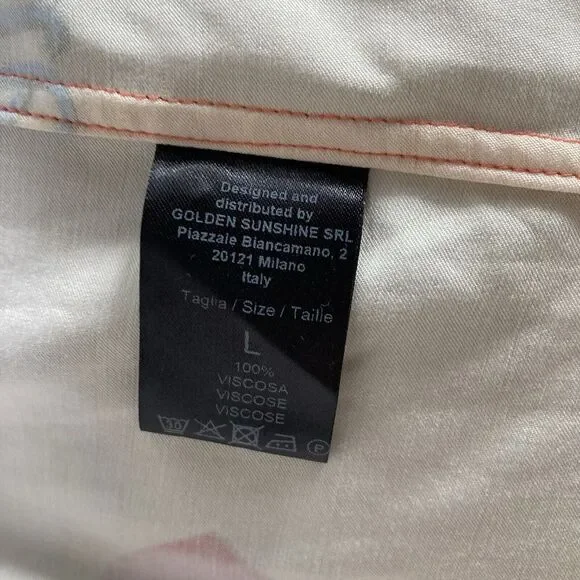 Designed and
distributed by
GOLDEN SUNSHINE SRL
Piazzale Biancamano, 2
20121 Milano
Italy
Taglia / Size / Taille
L
100%
VISCOSA
VISCOSE
VISCOSE
30 P